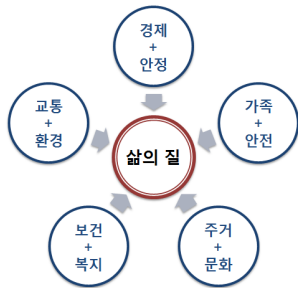 경제
+
안정
교통
+
환경
가족
+
안전
삶의 질
보건
+
복지
주거
+
문화